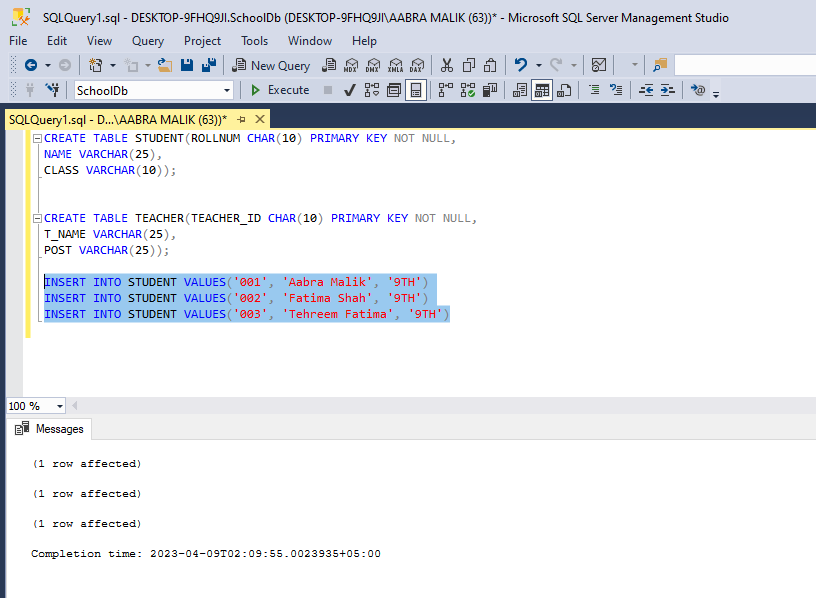 SQLQuery1.sql - DESKTOP-9FHQ9JI.SchoolDb (DESKTOP-9FHQ9JI\AABRA MALIK (63))* - Microsoft SQL Server Management Studio
File Edit View Query Project Tools Window Help
New Query MDX DMX XMLA DAX
SchoolDb Execute
SQLQuery1.sql - D...\AABRA MALIK (63))*
CREATE TABLE STUDENT(ROLLNUM CHAR(10) PRIMARY KEY NOT NULL,
NAME VARCHAR(25),
CLASS VARCHAR(10));
CREATE TABLE TEACHER(TEACHER_ID CHAR(10) PRIMARY KEY NOT NULL,
T_NAME VARCHAR(25),
POST VARCHAR(25));
INSERT INTO STUDENT VALUES('001', 'Aabra Malik', '9TH')
INSERT INTO STUDENT VALUES('002', 'Fatima Shah', '9TH')
INSERT INTO STUDENT VALUES('003', 'Tehreem Fatima', '9TH')
100 %
Messages
(1 row affected)
(1 row affected)
(1 row affected)
Completion time: 2023-04-09T02:09:55.0023935+05:00